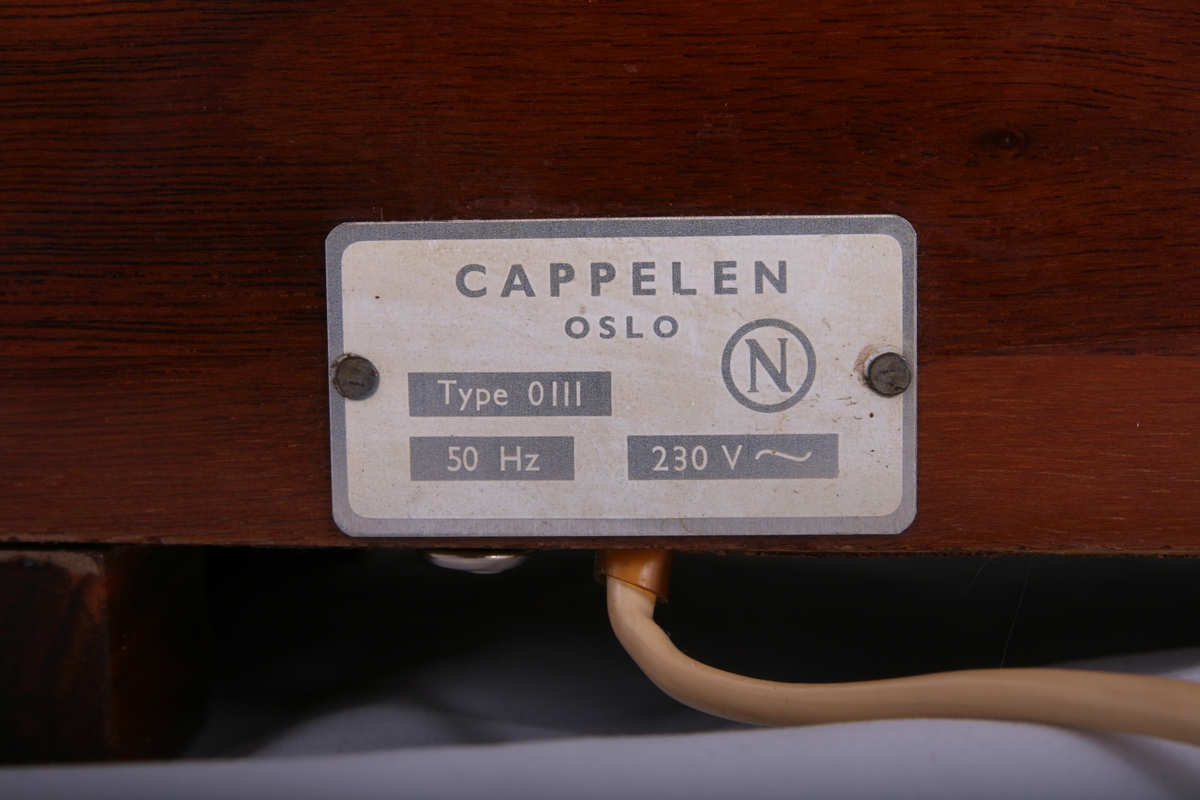 CAPPELEN
OSLO
N
Type 0111
50 Hz
230 V ~